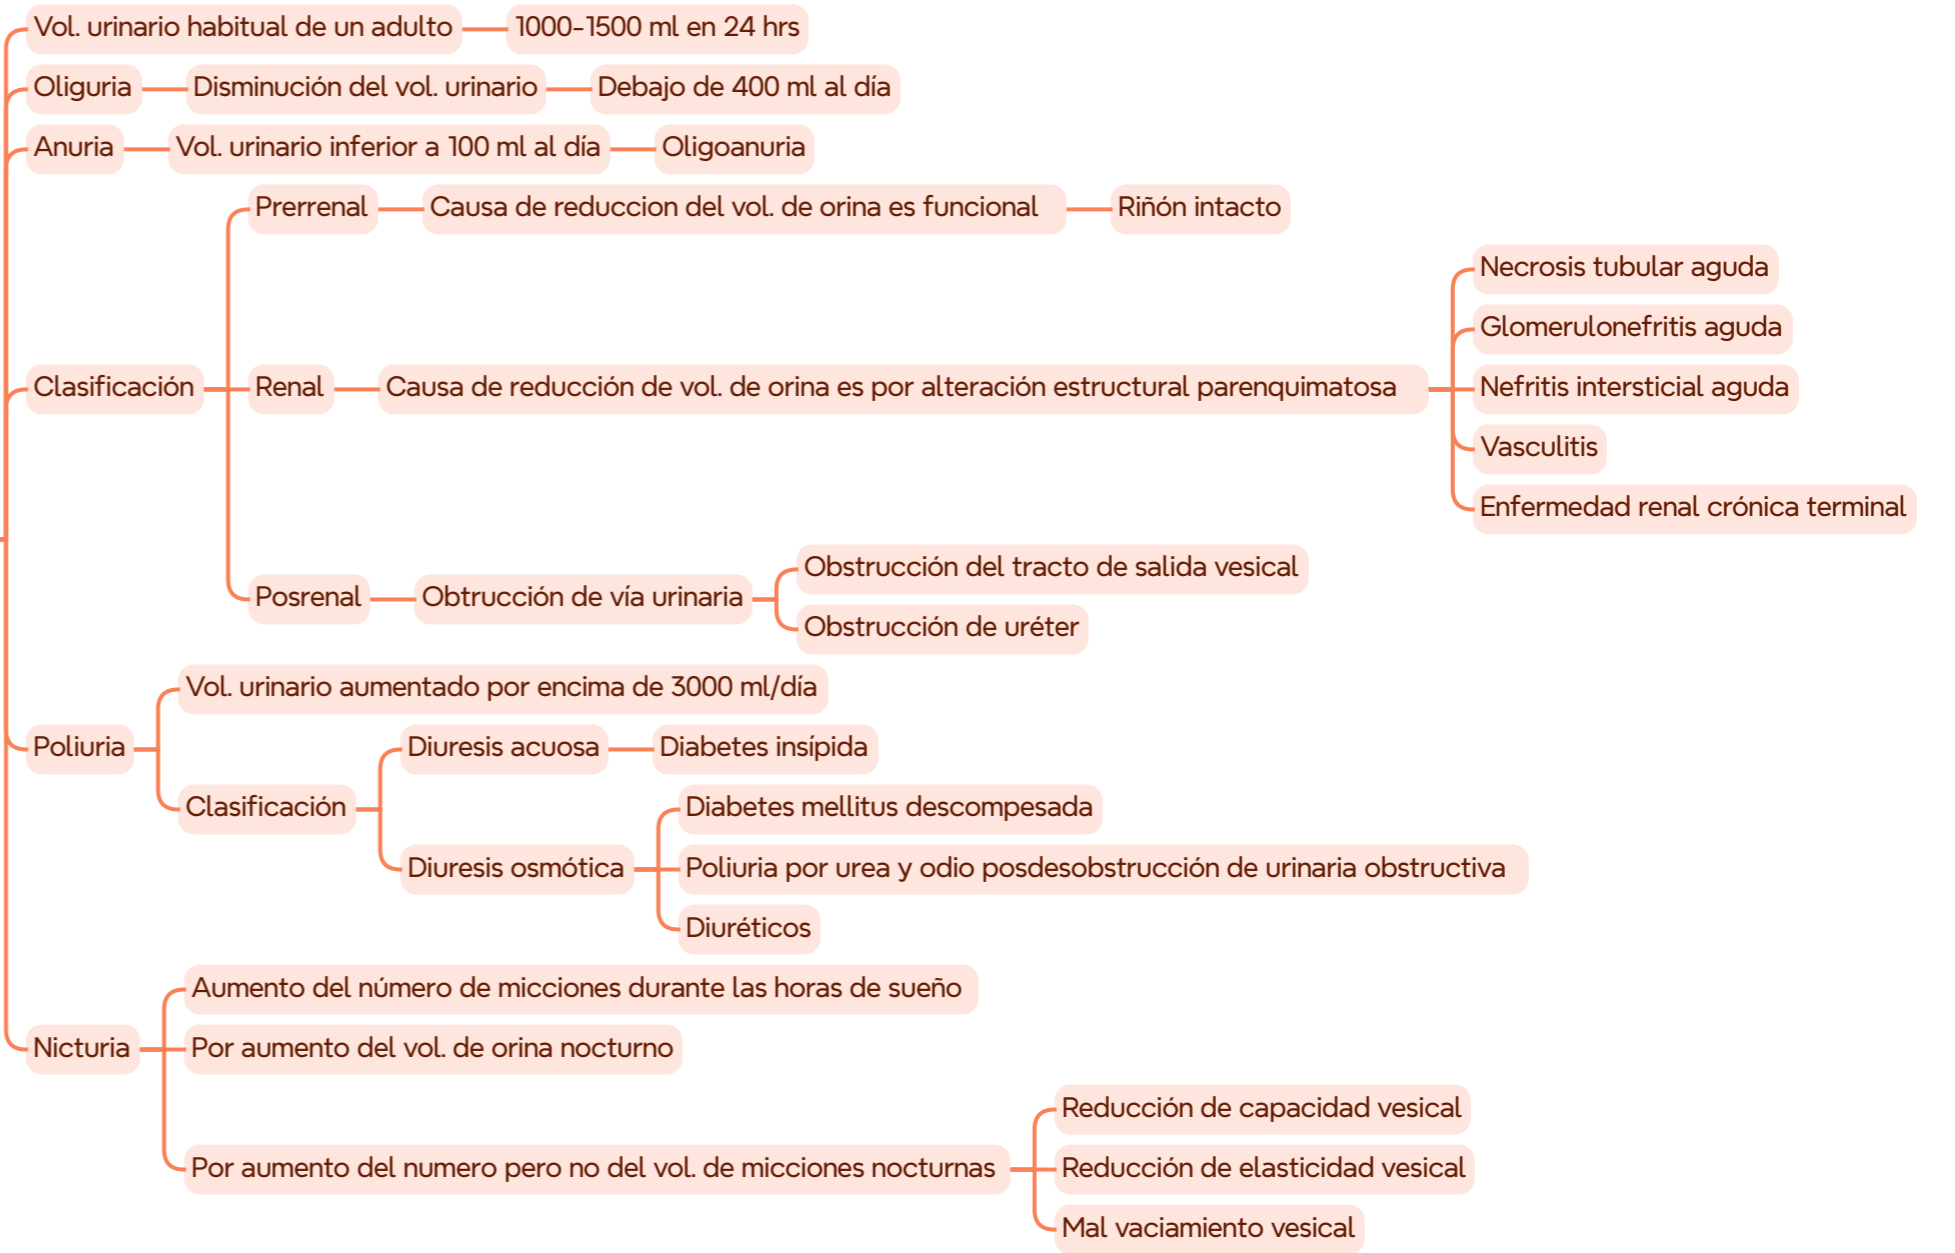 Vol. urinario habitual de un adulto
1000-1500 ml en 24 hrs
Oliguria
Disminución del vol. urinario
Debajo de 400 ml al día
Anuria
Vol. urinario inferior a 100 ml al día
Oligoanuria
Clasificación
Prerrenal
Causa de reduccion del vol. de orina es funcional
Riñón intacto
Renal
Causa de reducción de vol. de orina es por alteración estructural parenquimatosa
Necrosis tubular aguda
Glomerulonefritis aguda
Nefritis intersticial aguda
Vasculitis
Enfermedad renal crónica terminal
Posrenal
Obtrucción de vía urinaria
Obstrucción del tracto de salida vesical
Obstrucción de uréter
Poliuria
Vol. urinario aumentado por encima de 3000 ml/día
Clasificación
Diuresis acuosa
Diabetes insípida
Diuresis osmótica
Diabetes mellitus descompesada
Poliuria por urea y odio posdesobstrucción de urinaria obstructiva
Diuréticos
Nicturia
Aumento del número de micciones durante las horas de sueño
Por aumento del vol. de orina nocturno
Por aumento del numero pero no del vol. de micciones nocturnas
Reducción de capacidad vesical
Reducción de elasticidad vesical
Mal vaciamiento vesical